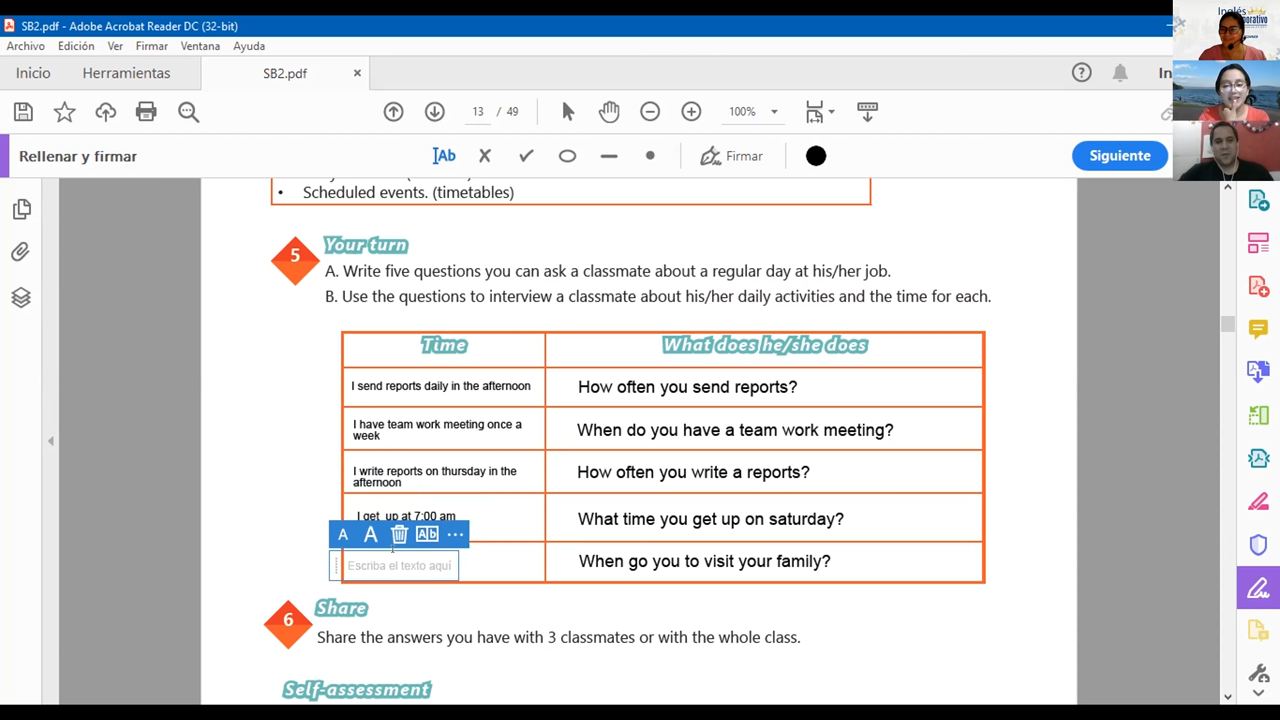 SB2.pdf - Adobe Acrobat Reader DC (32-bit)
Archivo Edición Ver Firmar Ventana Ayuda
Inicio Herramientas SB2.pdf × In
13 / 49 100%
Rellenar y firmar Ab Firmar Siguiente
Inglés
• Scheduled events. (timetables)
5 Your turn
A. Write five questions you can ask a classmate about a regular day at his/her job.
B. Use the questions to interview a classmate about his/her daily activities and the time for each.
Time What does he/she does
I send reports daily in the afternoon How often you send reports?
I have team work meeting once a
week
When do you have a team work meeting?
I write reports on thursday in the
afternoon
How often you write a reports?
I get up at 7:00 am What time you get up on saturday?
A A Ab
Escriba el texto aquí When go you to visit your family?
6 Share
Share the answers you have with 3 classmates or with the whole class.
Self-assessment